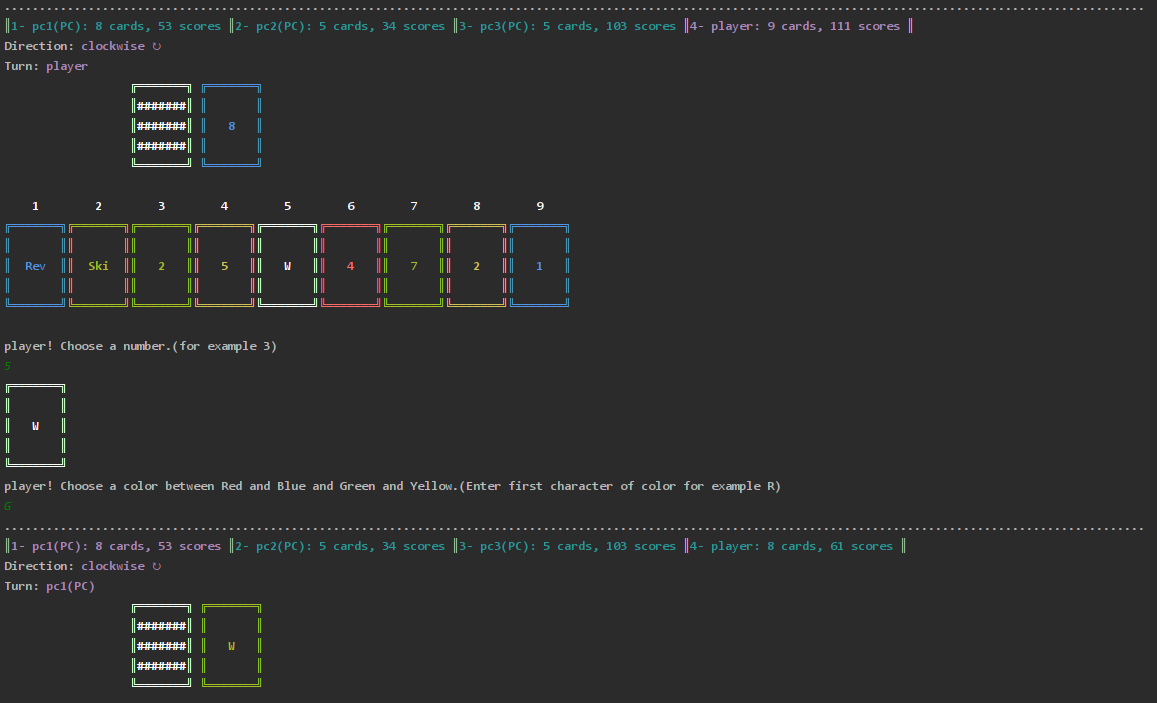 ║1- pc1(PC): 8 cards, 53 scores ║2- pc2(PC): 5 cards, 34 scores ║3- pc3(PC): 5 cards, 103 scores ║4- player: 9 cards, 111 scores ║
Direction: clockwise ↻
Turn: player
#######
####### 8
#######
1 2 3 4 5 6 7 8 9
Rev Ski 2 5 W 4 7 2 1
player! Choose a number.(for example 3)
5
W
player! Choose a color between Red and Blue and Green and Yellow.(Enter first character of color for example R)
G
║1- pc1(PC): 8 cards, 53 scores ║2- pc2(PC): 5 cards, 34 scores ║3- pc3(PC): 5 cards, 103 scores ║4- player: 8 cards, 61 scores ║
Direction: clockwise ↻
Turn: pc1(PC)
#######
####### W
#######